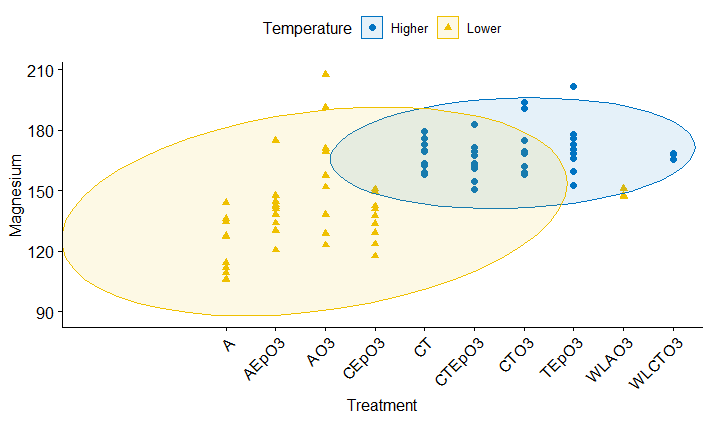 Temperature Higher Lower
Magnesium
210
180
150
120
90
A AEpO3 AO3 CEpO3 CT CTEpO3 CTO3 TEpO3 WLAO3 WLCTO3
Treatment